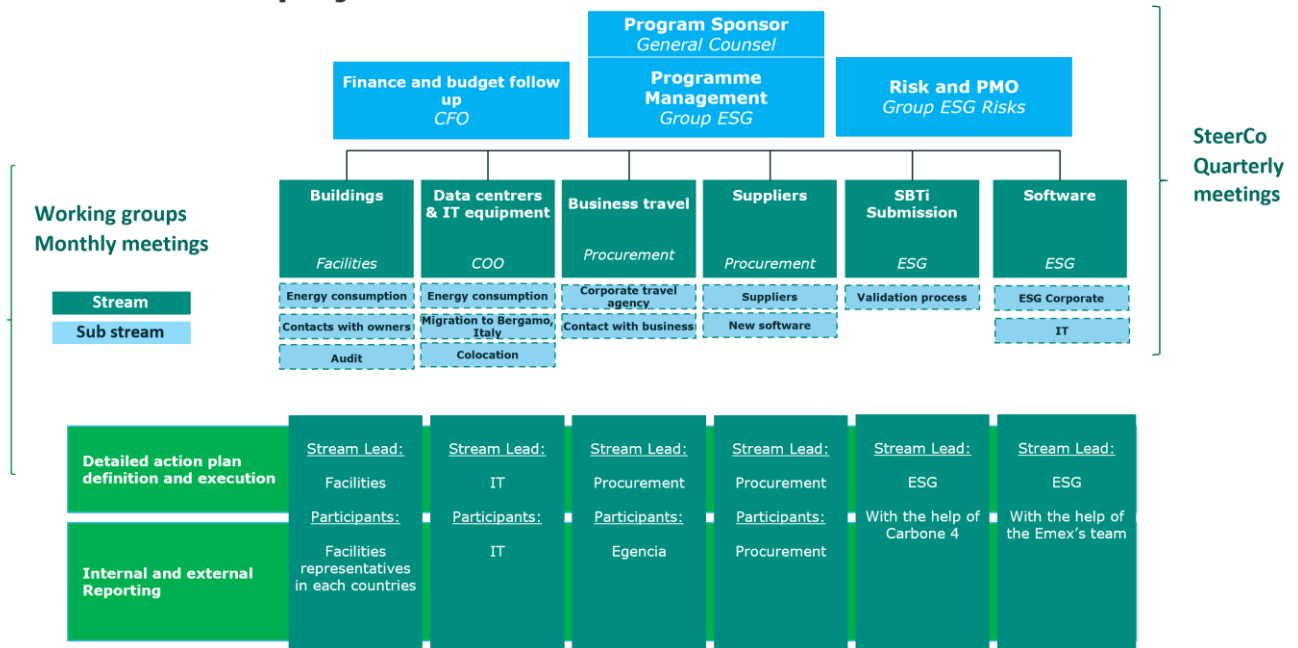 Program Sponsor
General Counsel
Finance and budget follow
up
CFO
Programme
Management
Group ESG
Risk and PMO
Group ESG Risks
SteerCo
Quarterly
meetings
Working groups
Monthly meetings
Stream
Sub stream
Buildings
Facilities
Energy consumption
Contacts with owners
Audit
Data centrers
& IT equipment
COO
Energy consumption
Migration to Bergamo,
Italy
Colocation
Business travel
Procurement
Corporate travel
agency
Contact with business
Suppliers
Procurement
Suppliers
New software
SBTi
Submission
ESG
Validation process
Software
ESG
ESG Corporate
IT
Detailed action plan
definition and execution
Internal and external
Reporting
Stream Lead:
Facilities
Participants:
Facilities
representatives
in each countries
Stream Lead:
IT
Participants:
IT
Stream Lead:
Procurement
Participants:
Egencia
Stream Lead:
Procurement
Participants:
Procurement
Stream Lead:
ESG
With the help of
Carbone 4
Stream Lead:
ESG
With the help of
the Emex's team